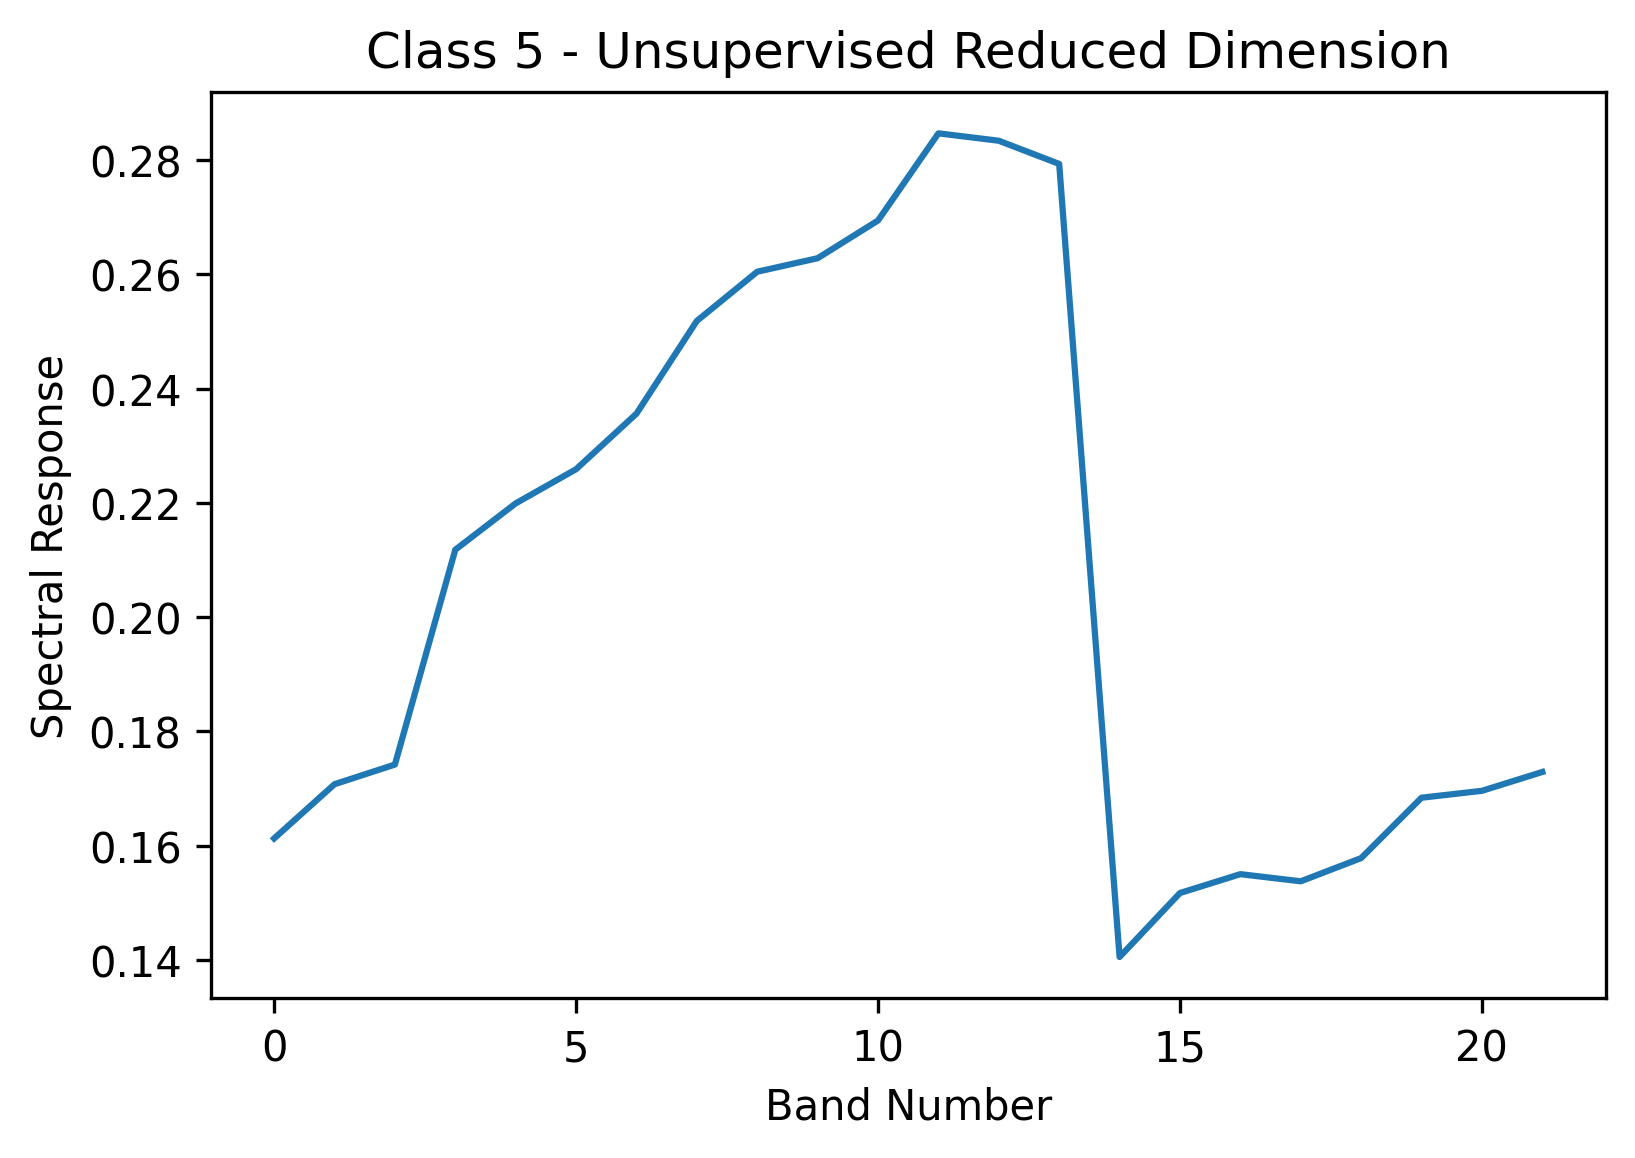 Class 5 - Unsupervised Reduced Dimension
Spectral Response
0.28
0.26
0.24
0.22
0.20
0.18
0.16
0.14
0 5 10 15 20
Band Number